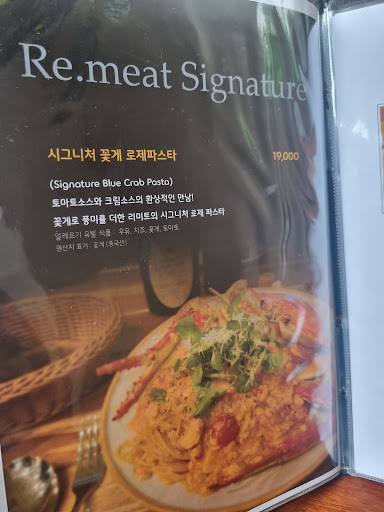 Re.meat Signature
시그니처 꽃게 로제파스타 19,000
(Signature Blue Crab Pasta)
토마토소스와 크림소스의 환상적인 만남!
꽃게로 풍미를 더한 리미트의 시그니처 로제 파스타
알레르기 유발 식품 : 우유, 치즈, 꽃게, 토마토
원산지 표기 : 꽃게 (중국산)